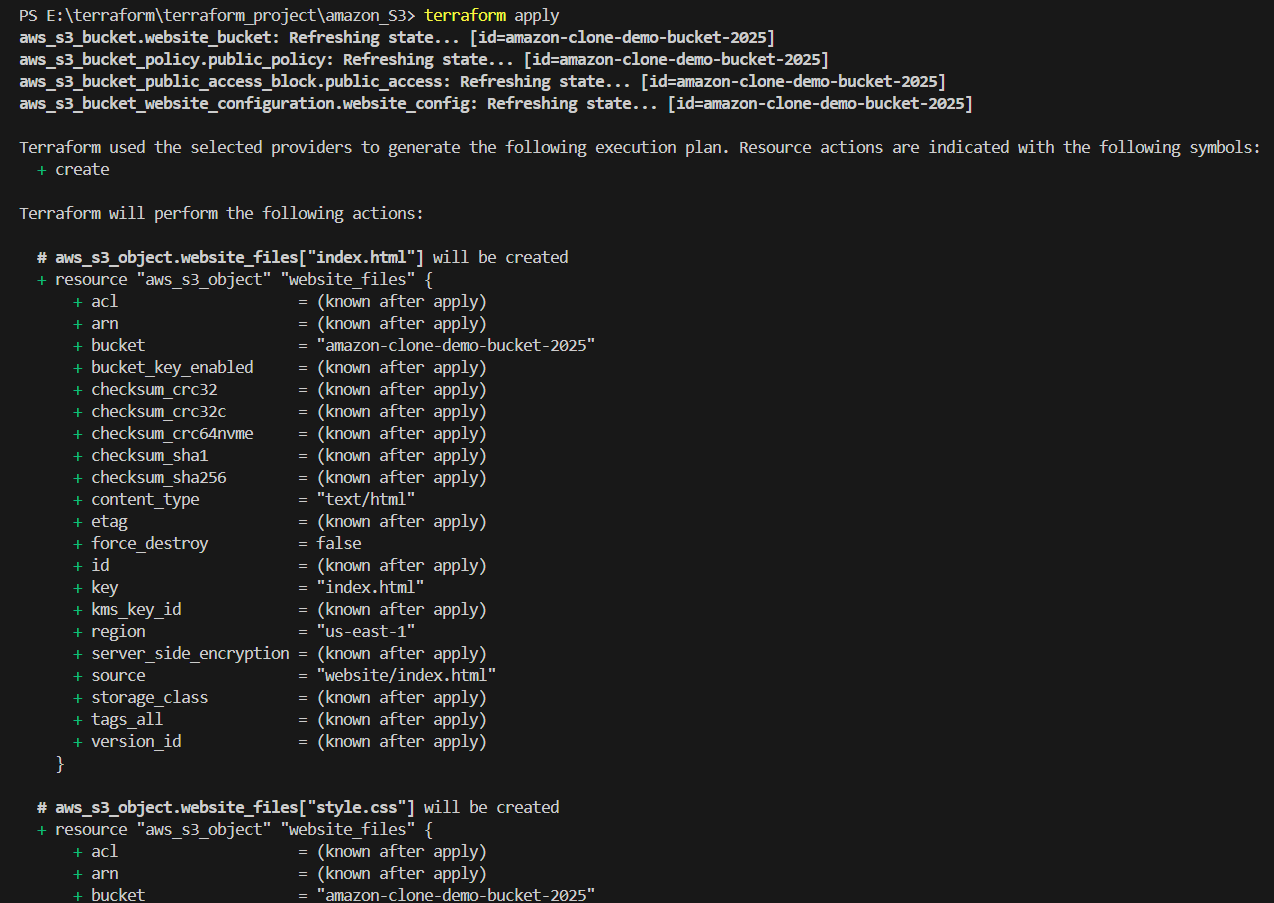 PS E:\terraform\terraform_project\amazon_S3> terraform apply
aws_s3_bucket.website_bucket: Refreshing state... [id=amazon-clone-demo-bucket-2025]
aws_s3_bucket_policy.public_policy: Refreshing state... [id=amazon-clone-demo-bucket-2025]
aws_s3_bucket_public_access_block.public_access: Refreshing state... [id=amazon-clone-demo-bucket-2025]
aws_s3_bucket_website_configuration.website_config: Refreshing state... [id=amazon-clone-demo-bucket-2025]
Terraform used the selected providers to generate the following execution plan. Resource actions are indicated with the following symbols:
+ create
Terraform will perform the following actions:
# aws_s3_object.website_files["index.html"] will be created
+ resource "aws_s3_object" "website_files" {
+ acl = (known after apply)
+ arn = (known after apply)
+ bucket = "amazon-clone-demo-bucket-2025"
+ bucket_key_enabled = (known after apply)
+ checksum_crc32 = (known after apply)
+ checksum_crc32c = (known after apply)
+ checksum_crc64nvme = (known after apply)
+ checksum_sha1 = (known after apply)
+ checksum_sha256 = (known after apply)
+ content_type = "text/html"
+ etag = (known after apply)
+ force_destroy = false
+ id = (known after apply)
+ key = "index.html"
+ kms_key_id = (known after apply)
+ region = "us-east-1"
+ server_side_encryption = (known after apply)
+ source = "website/index.html"
+ storage_class = (known after apply)
+ tags_all = (known after apply)
+ version_id = (known after apply)
}
# aws_s3_object.website_files["style.css"] will be created
+ resource "aws_s3_object" "website_files" {
+ acl = (known after apply)
+ arn = (known after apply)
+ bucket = "amazon-clone-demo-bucket-2025"